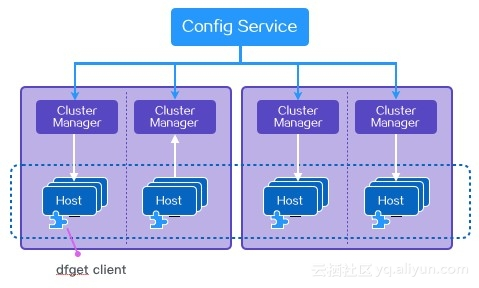 Config Service
Cluster
Manager
Cluster
Manager
Cluster
Manager
Cluster
Manager
Host
Host
Host
Host
dfget client
云栖社区 yq.aliyun.com